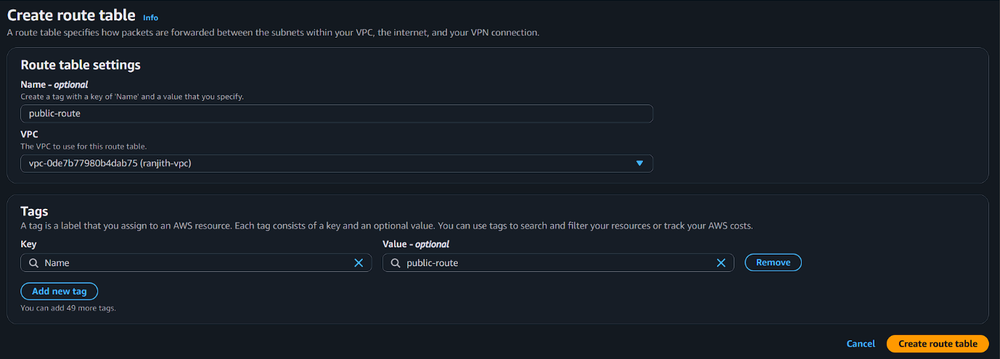 Create route table Info
A route table specifies how packets are forwarded between the subnets within your VPC, the internet, and your VPN connection.
Route table settings
Name - optional
Create a tag with a key of 'Name' and a value that you specify.
public-route
VPC
The VPC to use for this route table.
vpc-0de7b77980b4dab75 (ranjith-vpc)
Tags
A tag is a label that you assign to an AWS resource. Each tag consists of a key and an optional value. You can use tags to search and filter your resources or track your AWS costs.
Key Value - optional
Name public-route Remove
Add new tag
You can add 49 more tags.
Cancel Create route table